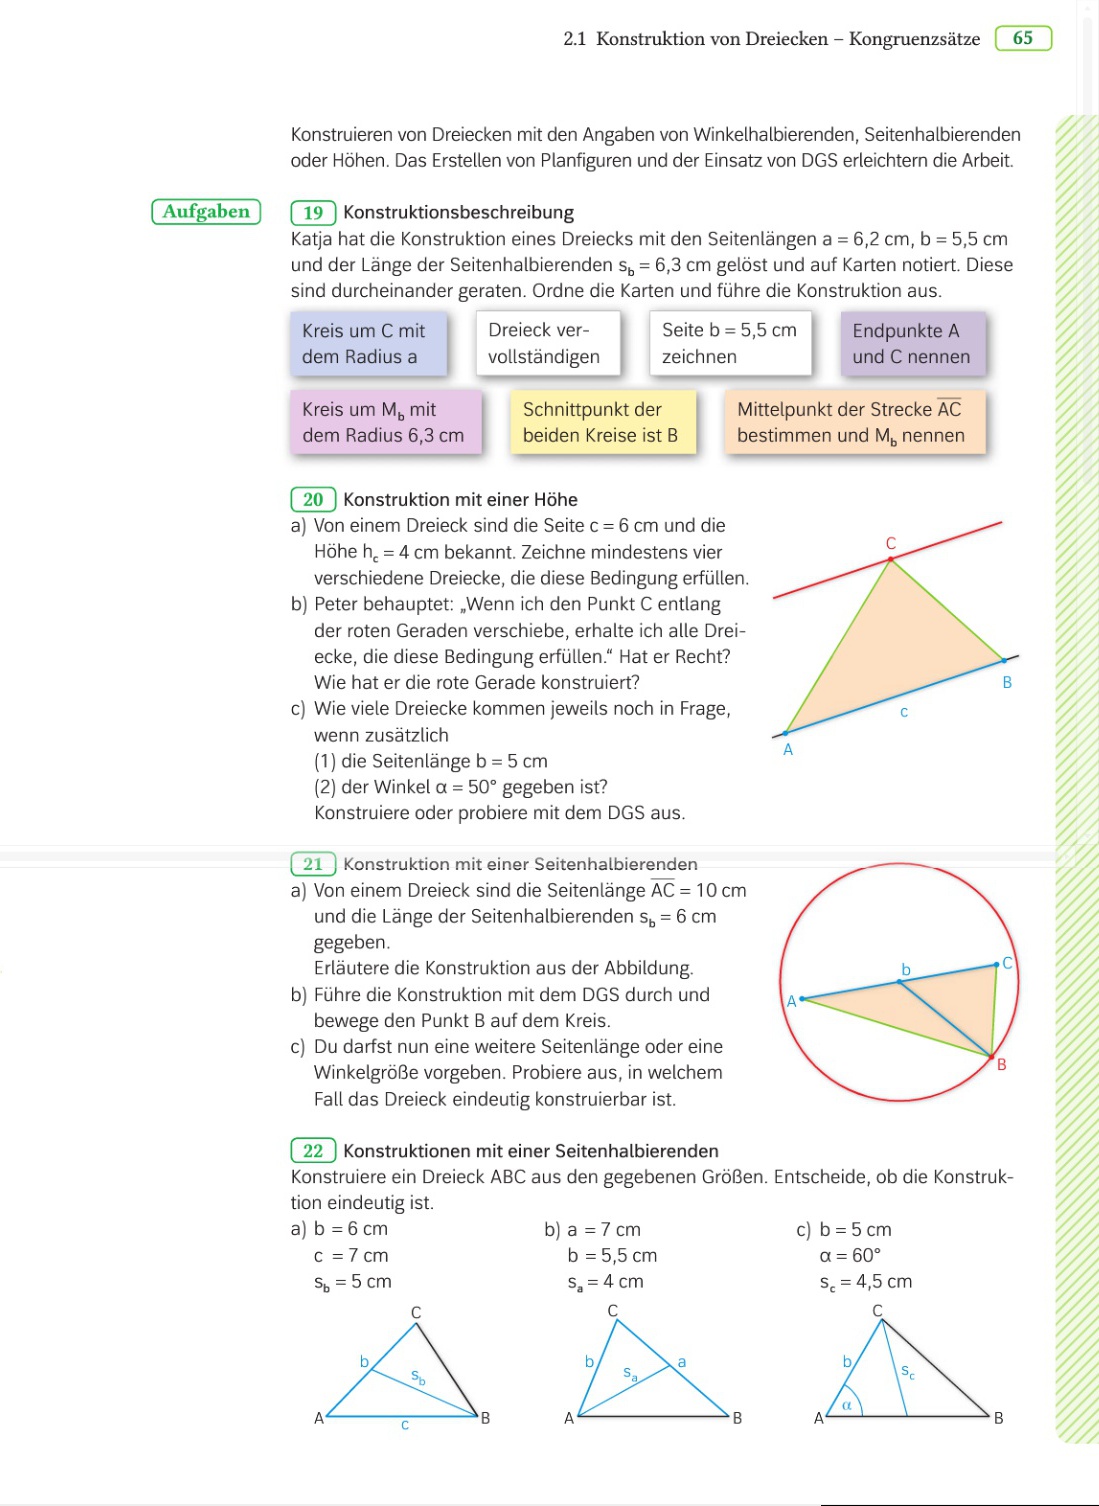 2.1 Konstruktion von Dreiecken – Kongruenzsätze 65
Konstruieren von Dreiecken mit den Angaben von Winkelhalbierenden, Seitenhalbierenden
oder Höhen. Das Erstellen von Planfiguren und der Einsatz von DGS erleichtern die Arbeit.
Aufgaben
19 Konstruktionsbeschreibung
Katja hat die Konstruktion eines Dreiecks mit den Seitenlängen a = 6,2 cm, b = 5,5 cm
und der Länge der Seitenhalbierenden s_b = 6,3 cm gelöst und auf Karten notiert. Diese
sind durcheinander geraten. Ordne die Karten und führe die Konstruktion aus.
Kreis um C mit
dem Radius a
Dreieck ver-
vollständigen
Seite b = 5,5 cm
zeichnen
Endpunkte A
und C nennen
Kreis um M_b mit
dem Radius 6,3 cm
Schnittpunkt der
beiden Kreise ist B
Mittelpunkt der Strecke A̅C̅
bestimmen und M_b nennen
20 Konstruktion mit einer Höhe
a) Von einem Dreieck sind die Seite c = 6 cm und die
Höhe h_c = 4 cm bekannt. Zeichne mindestens vier
verschiedene Dreiecke, die diese Bedingung erfüllen.
b) Peter behauptet: „Wenn ich den Punkt C entlang
der roten Geraden verschiebe, erhalte ich alle Drei-
ecke, die diese Bedingung erfüllen.“ Hat er Recht?
Wie hat er die rote Gerade konstruiert?
c) Wie viele Dreiecke kommen jeweils noch in Frage,
wenn zusätzlich
(1) die Seitenlänge b = 5 cm
(2) der Winkel α = 50° gegeben ist?
Konstruiere oder probiere mit dem DGS aus.
C
B
c
A
21 Konstruktion mit einer Seitenhalbierenden
a) Von einem Dreieck sind die Seitenlänge A̅C̅ = 10 cm
und die Länge der Seitenhalbierenden s_b = 6 cm
gegeben.
Erläutere die Konstruktion aus der Abbildung.
b) Führe die Konstruktion mit dem DGS durch und
bewege den Punkt B auf dem Kreis.
c) Du darfst nun eine weitere Seitenlänge oder eine
Winkelgröße vorgeben. Probiere aus, in welchem
Fall das Dreieck eindeutig konstruierbar ist.
b
C
A
B
22 Konstruktionen mit einer Seitenhalbierenden
Konstruiere ein Dreieck ABC aus den gegebenen Größen. Entscheide, ob die Konstruk-
tion eindeutig ist.
a) b = 6 cm
c = 7 cm
s_b = 5 cm
b) a = 7 cm
b = 5,5 cm
s_a = 4 cm
c) b = 5 cm
α = 60°
s_c = 4,5 cm
C
b
s_b
A
c
B
C
b
a
s_a
A
B
C
b
s_c
α
A
B